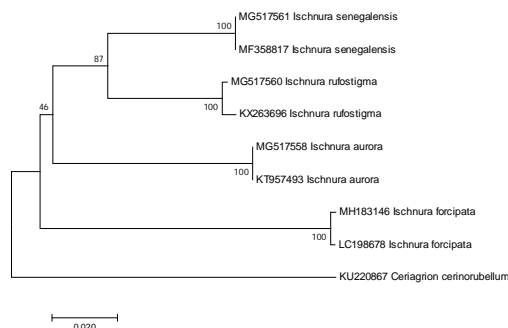 MG517561 Ischnura senegalensis
100
MF358817 Ischnura senegalensis
87
MG517560 Ischnura rufostigma
100
KX263696 Ischnura rufostigma
46
MG517558 Ischnura aurora
100
KT957493 Ischnura aurora
MH183146 Ischnura forcipata
100
LC198678 Ischnura forcipata
KU220867 Ceriagrion cerinorubellum
0.020